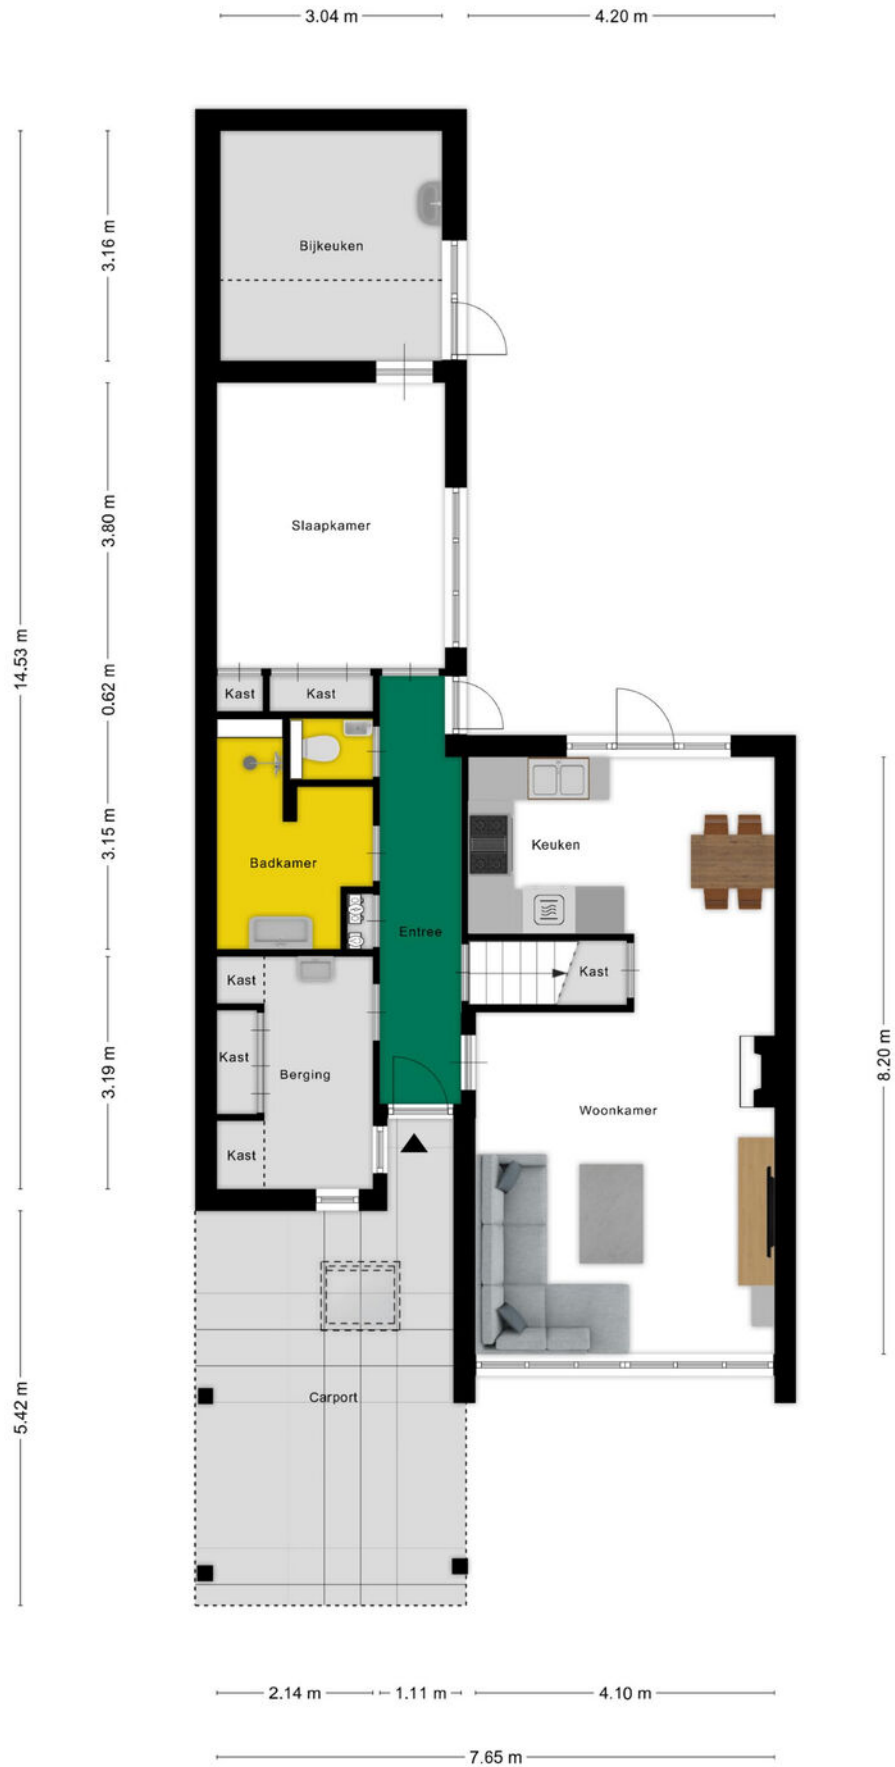 3.04 m
4.20 m
3.16 m
Bijkeuken
3.80 m
Slaapkamer
14.53 m
0.62 m
Kast
Kast
3.15 m
Keuken
Badkamer
Entree
Kast
Kast
8.20 m
3.19 m
Kast
Berging
Woonkamer
Kast
5.42 m
Carport
2.14 m
1.11 m
4.10 m
7.65 m